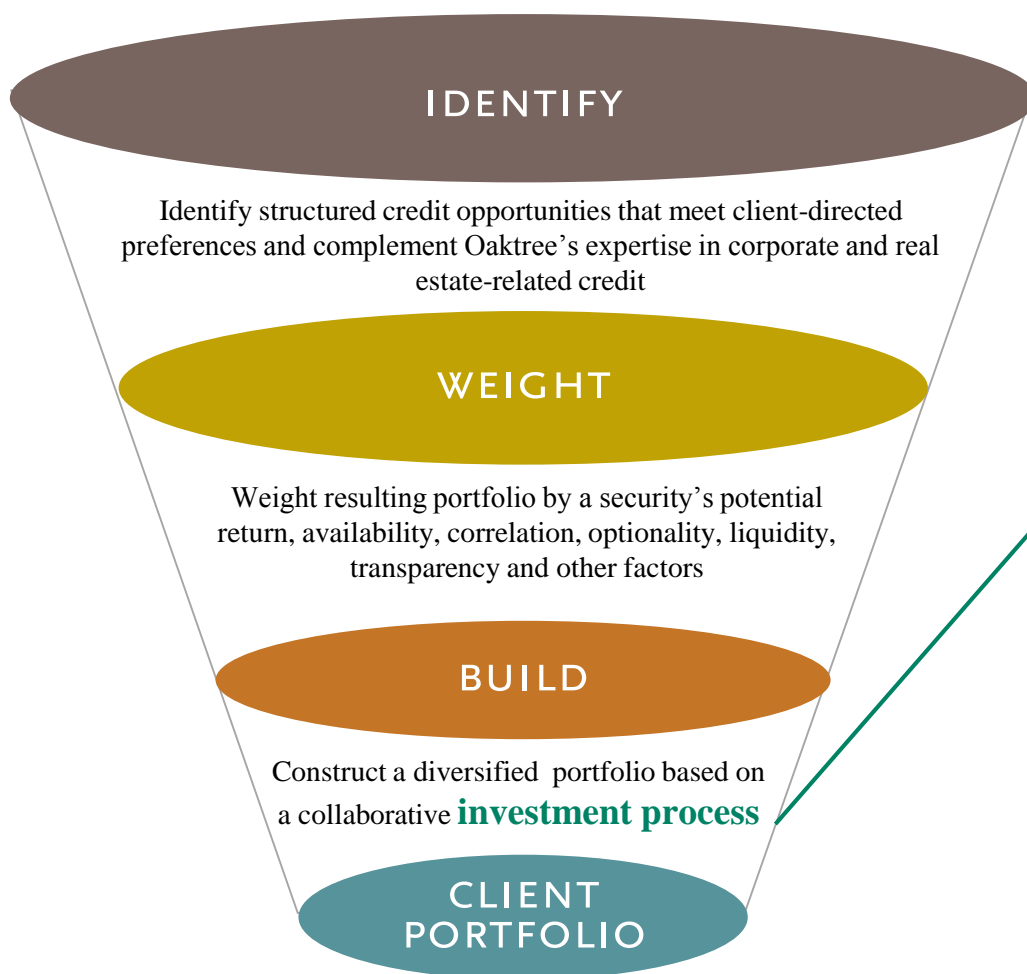 IDENTIFY
Identify structured credit opportunities that meet client-directed
preferences and complement Oaktree’s expertise in corporate and real
estate-related credit
WEIGHT
Weight resulting portfolio by a security’s potential
return, availability, correlation, optionality, liquidity,
transparency and other factors
BUILD
Construct a diversified portfolio based on
a collaborative investment process
CLIENT
PORTFOLIO